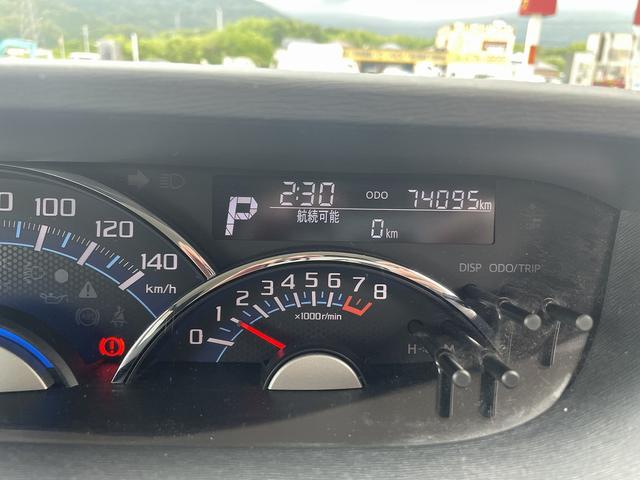 2:30 ODO 74095km
P
航続可能
0km
100
120
140
km/h
0 1 2 3 4 5 6 7 8
×1000r/min
DISP ODO/TRIP
H M